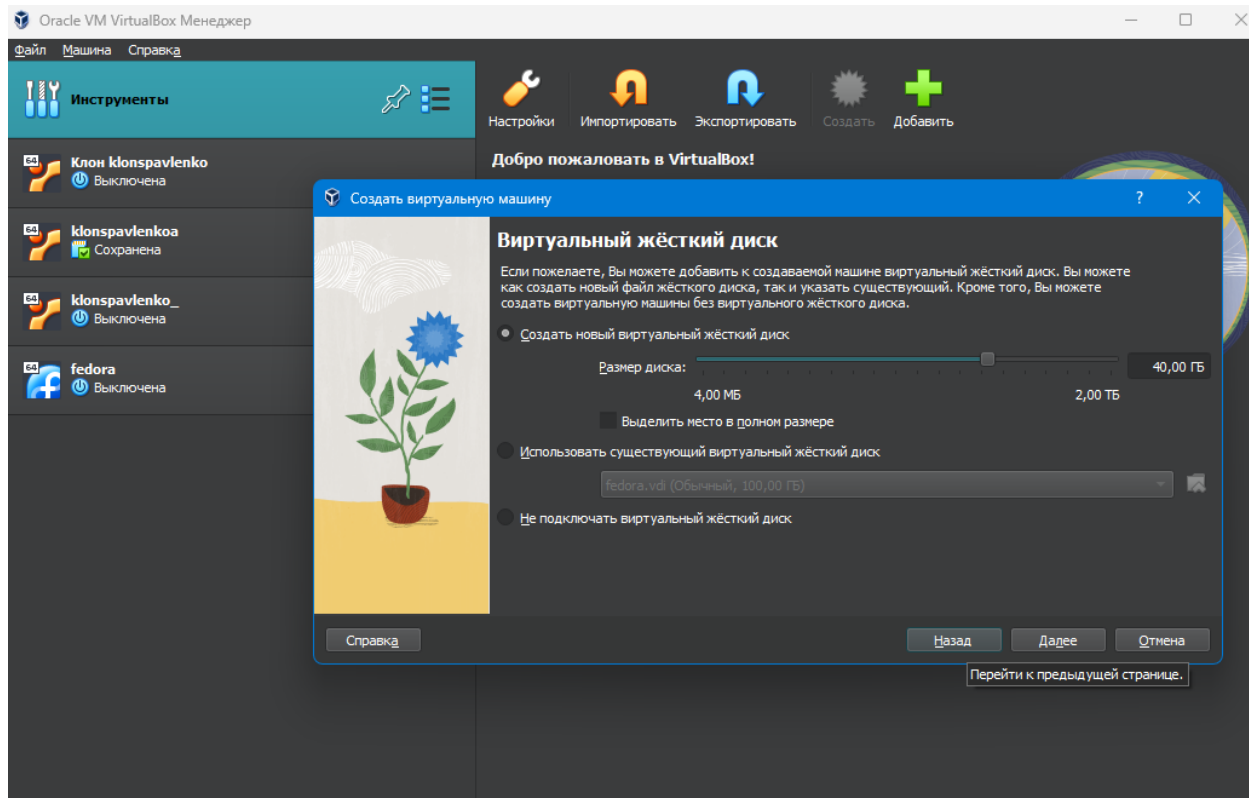 Oracle VM VirtualBox Менеджер
Файл Машина Справка
Инструменты
Настройки Импортировать Экспортировать Создать Добавить
Добро пожаловать в VirtualBox!
64
Клон klonspavlenko
Выключена
64
klonspavlenkoa
Сохранена
64
klonspavlenko_
Выключена
64
fedora
Выключена
Создать виртуальную машину
?
Виртуальный жёсткий диск
Если пожелаете, Вы можете добавить к создаваемой машине виртуальный жёсткий диск. Вы можете
как создать новый файл жёсткого диска, так и указать существующий. Кроме того, Вы можете
создать виртуальную машины без виртуального жёсткого диска.
Создать новый виртуальный жёсткий диск
Размер диска:
40,00 ГБ
4,00 МБ 2,00 ТБ
Выделить место в полном размере
Использовать существующий виртуальный жёсткий диск
fedora.vdi (Обычный, 100,00 ГБ)
Не подключать виртуальный жёсткий диск
Справка Назад Далее Отмена
Перейти к предыдущей странице.